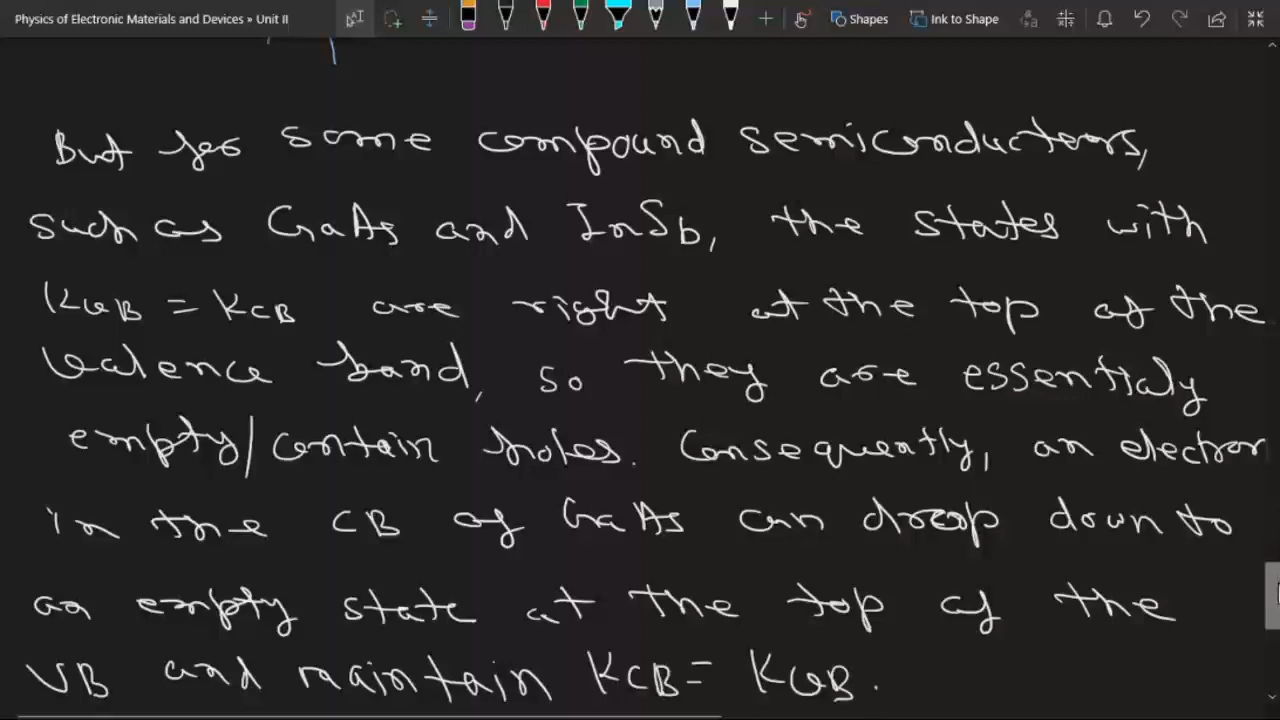 Physics of Electronic Materials and Devices » Unit II
Shapes
Ink to Shape
But for some compound semiconductors,
such as GaAs and InSb, the states with
KVB = KCB are right at the top of the
valence band, so they are essentialy
empty/contain holes. Consequently, an electron
in the CB of GaAs can drop down to
an empty state at the top of the
VB and maintain KCB = KVB.